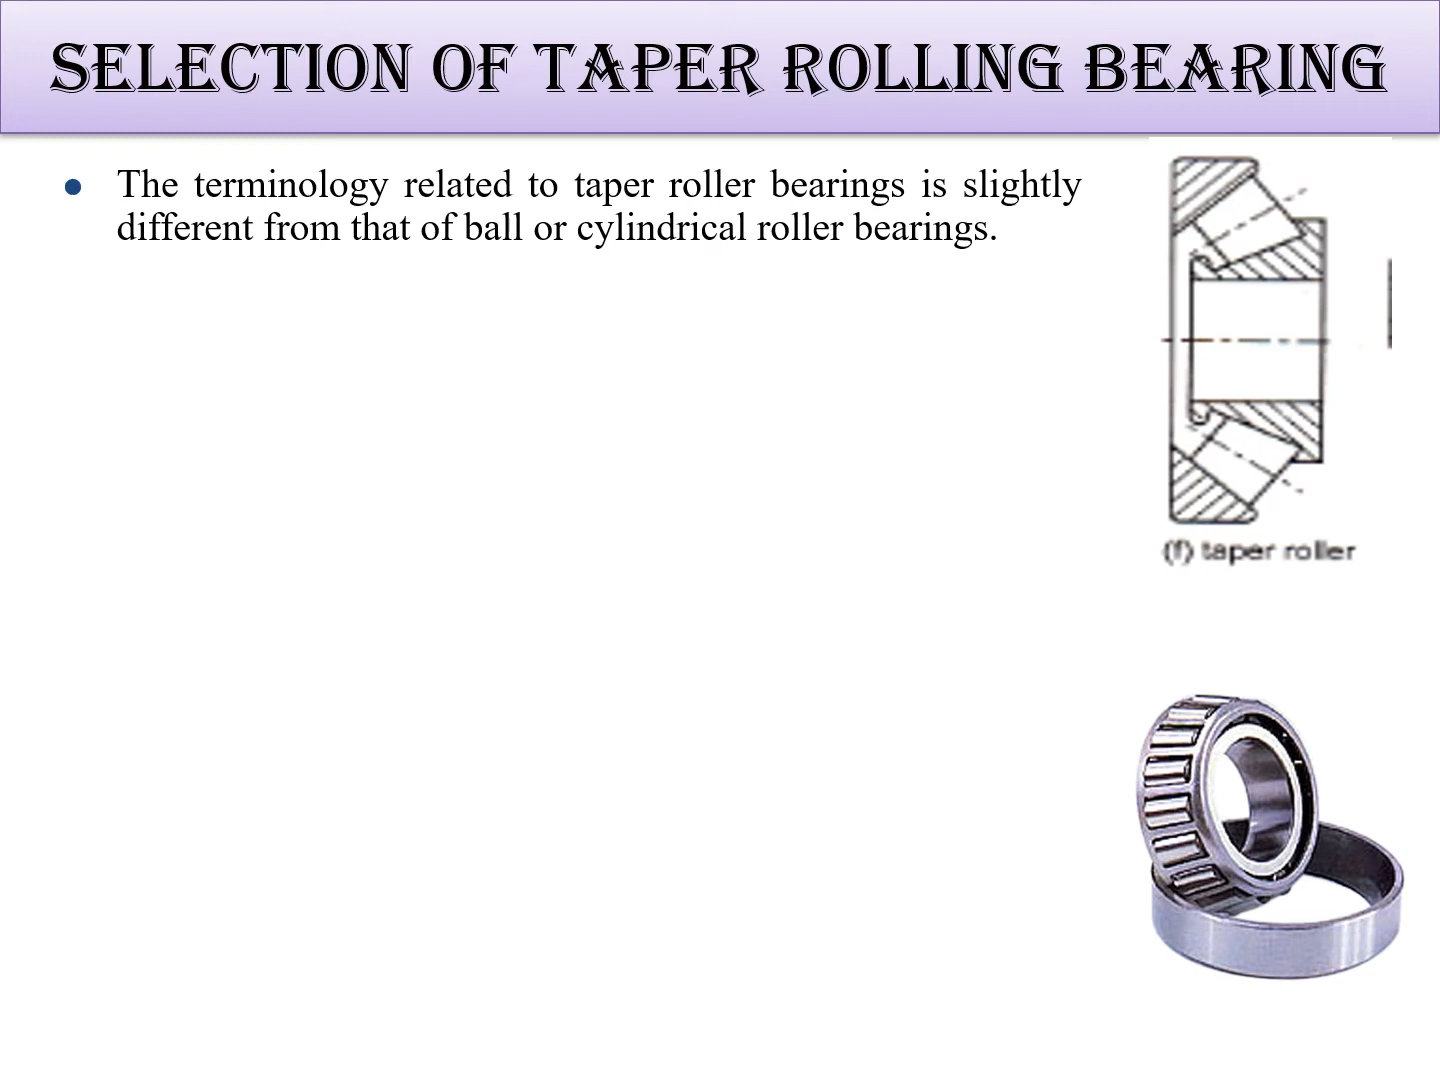 SELECTION OF TAPER ROLLING BEARING
The terminology related to taper roller bearings is slightly
different from that of ball or cylindrical roller bearings.
(f) taper roller